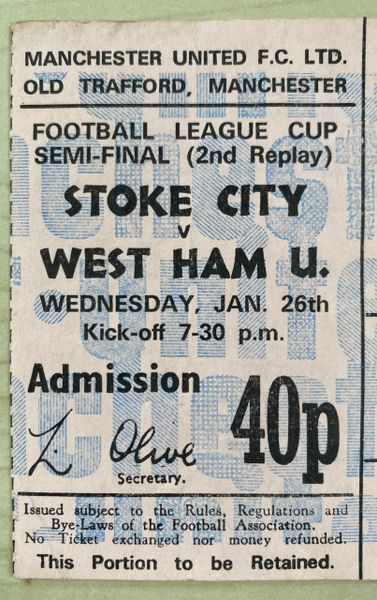 MANCHESTER UNITED F.C. LTD.
OLD TRAFFORD, MANCHESTER
FOOTBALL LEAGUE CUP
SEMI-FINAL (2nd Replay)
STOKE CITY
v
WEST HAM U.
WEDNESDAY, JAN. 26th
Kick-off 7-30 p.m.
Admission
40p
L. Olive
Secretary.
Issued subject to the Rules, Regulations and
Bye-Laws of the Football Association.
No Ticket exchanged nor money refunded.
This Portion to be Retained.